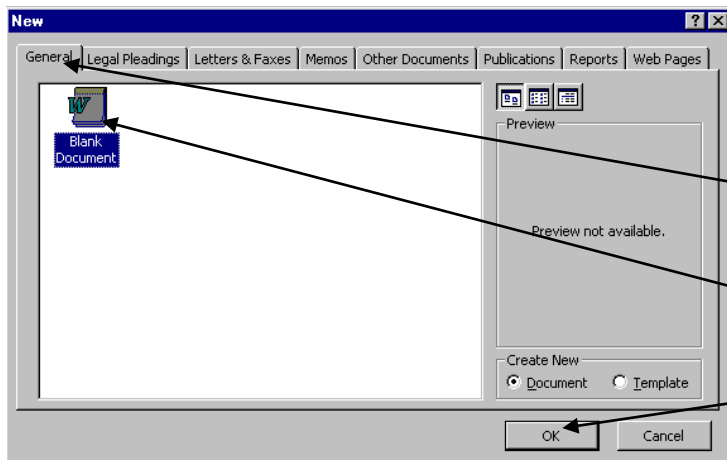 New
General Legal Pleadings Letters & Faxes Memos Other Documents Publications Reports Web Pages
W
Blank
Document
Preview
Preview not available.
Create New
Document Template
OK Cancel